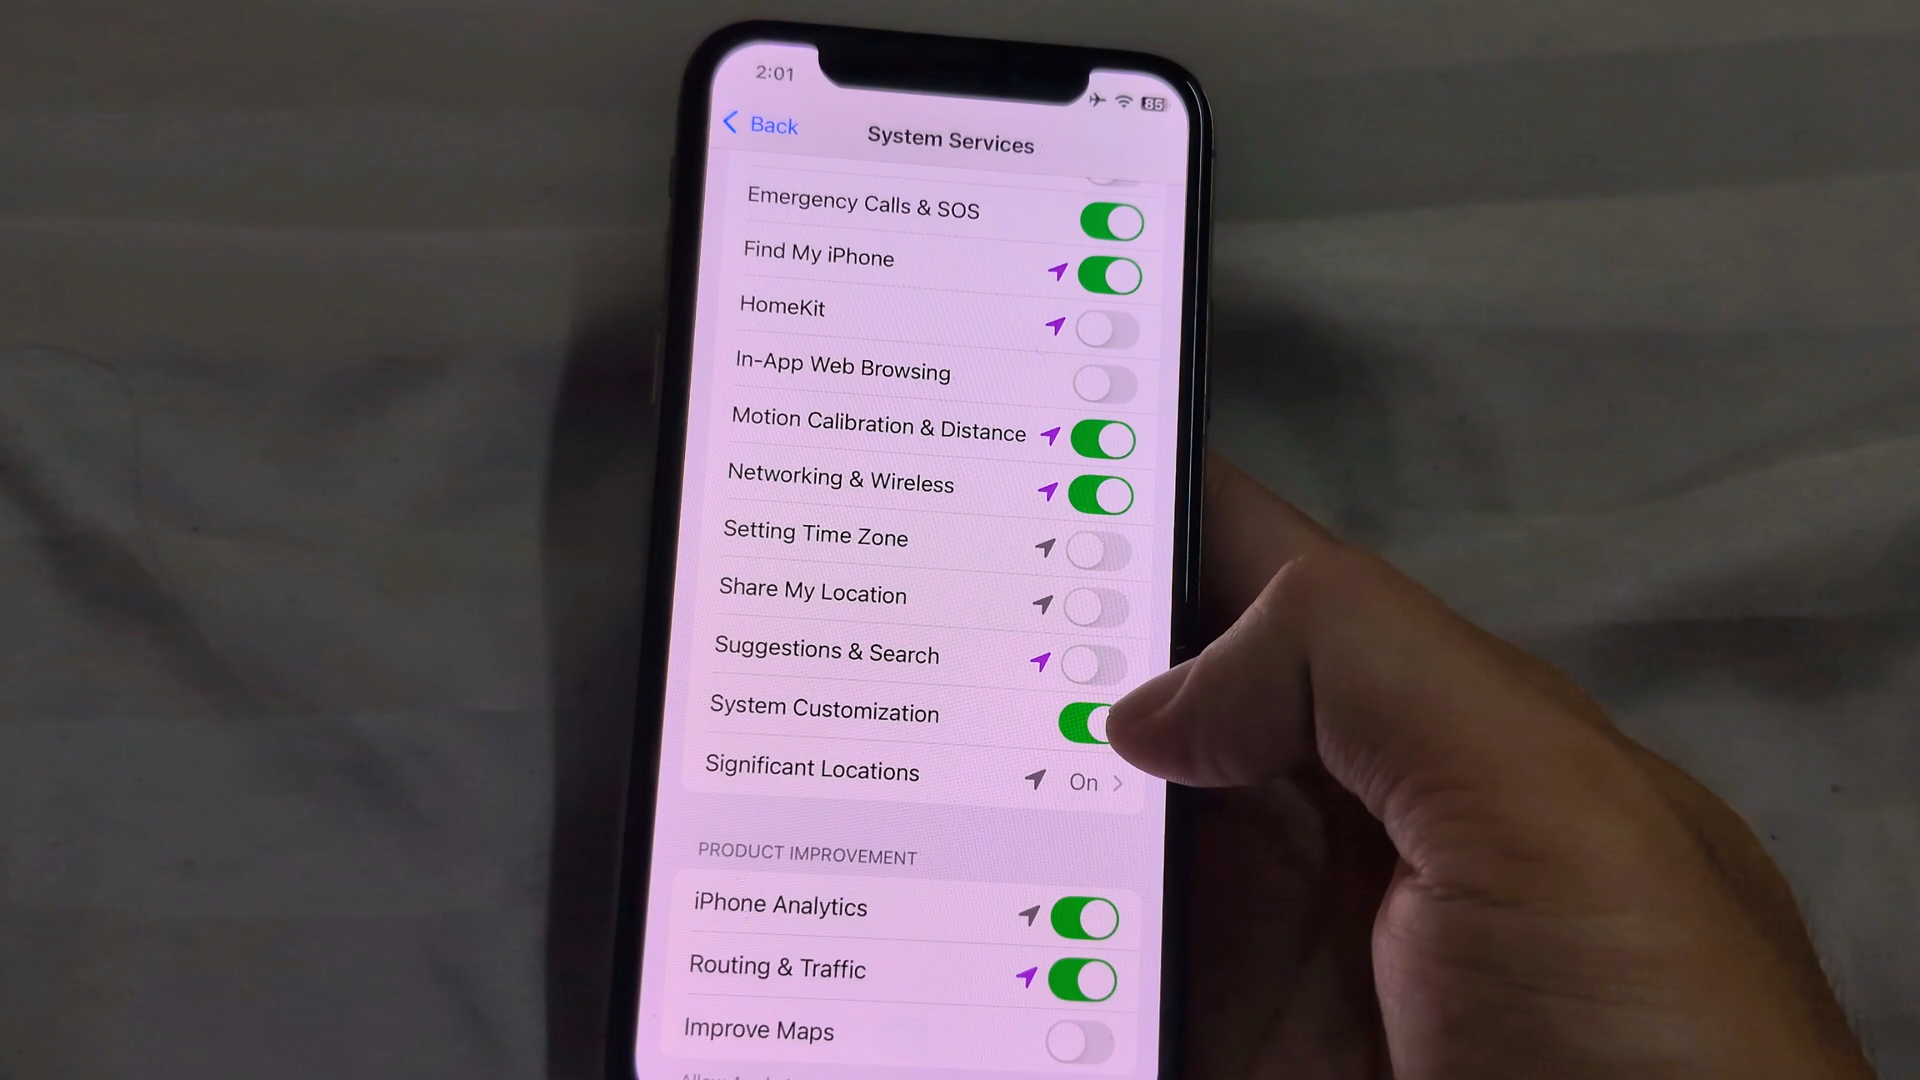 2:01
85
Back
System Services
Emergency Calls & SOS
Find My iPhone
HomeKit
In-App Web Browsing
Motion Calibration & Distance
Networking & Wireless
Setting Time Zone
Share My Location
Suggestions & Search
System Customization
Significant Locations On
PRODUCT IMPROVEMENT
iPhone Analytics
Routing & Traffic
Improve Maps